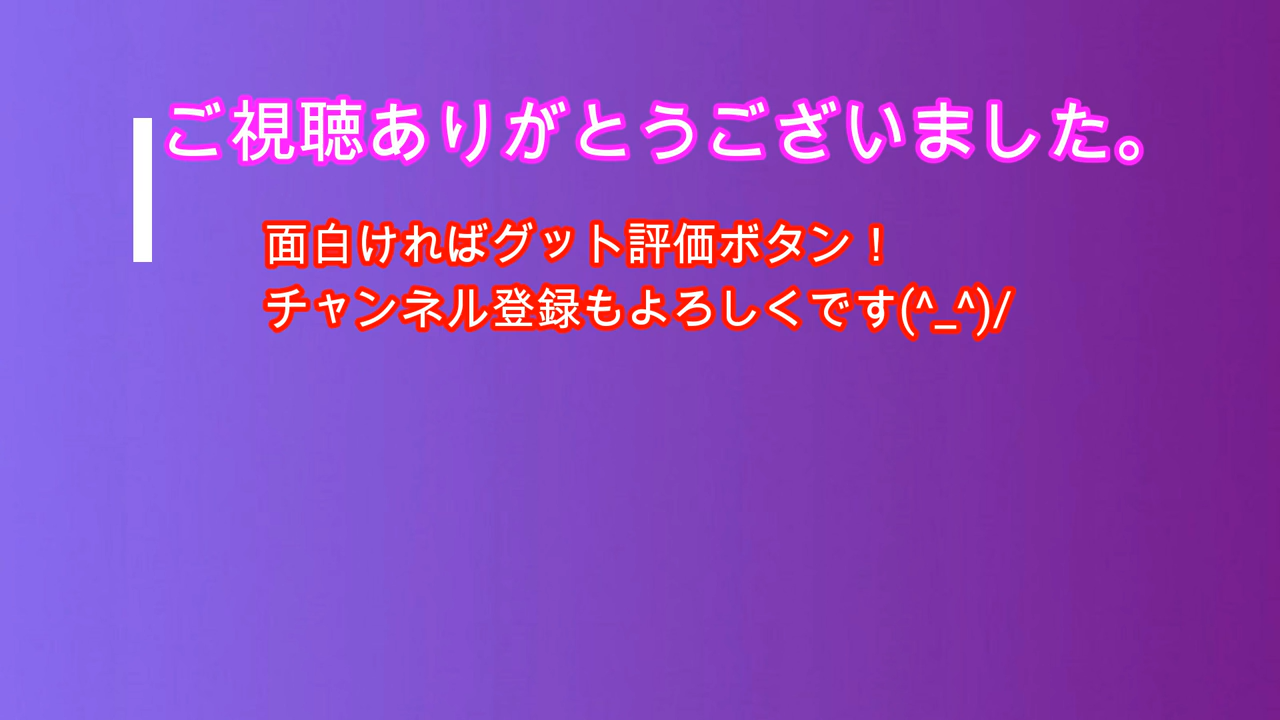 ご視聴ありがとうございました。
面白ければグット評価ボタン！
チャンネル登録もよろしくです(^_^)/